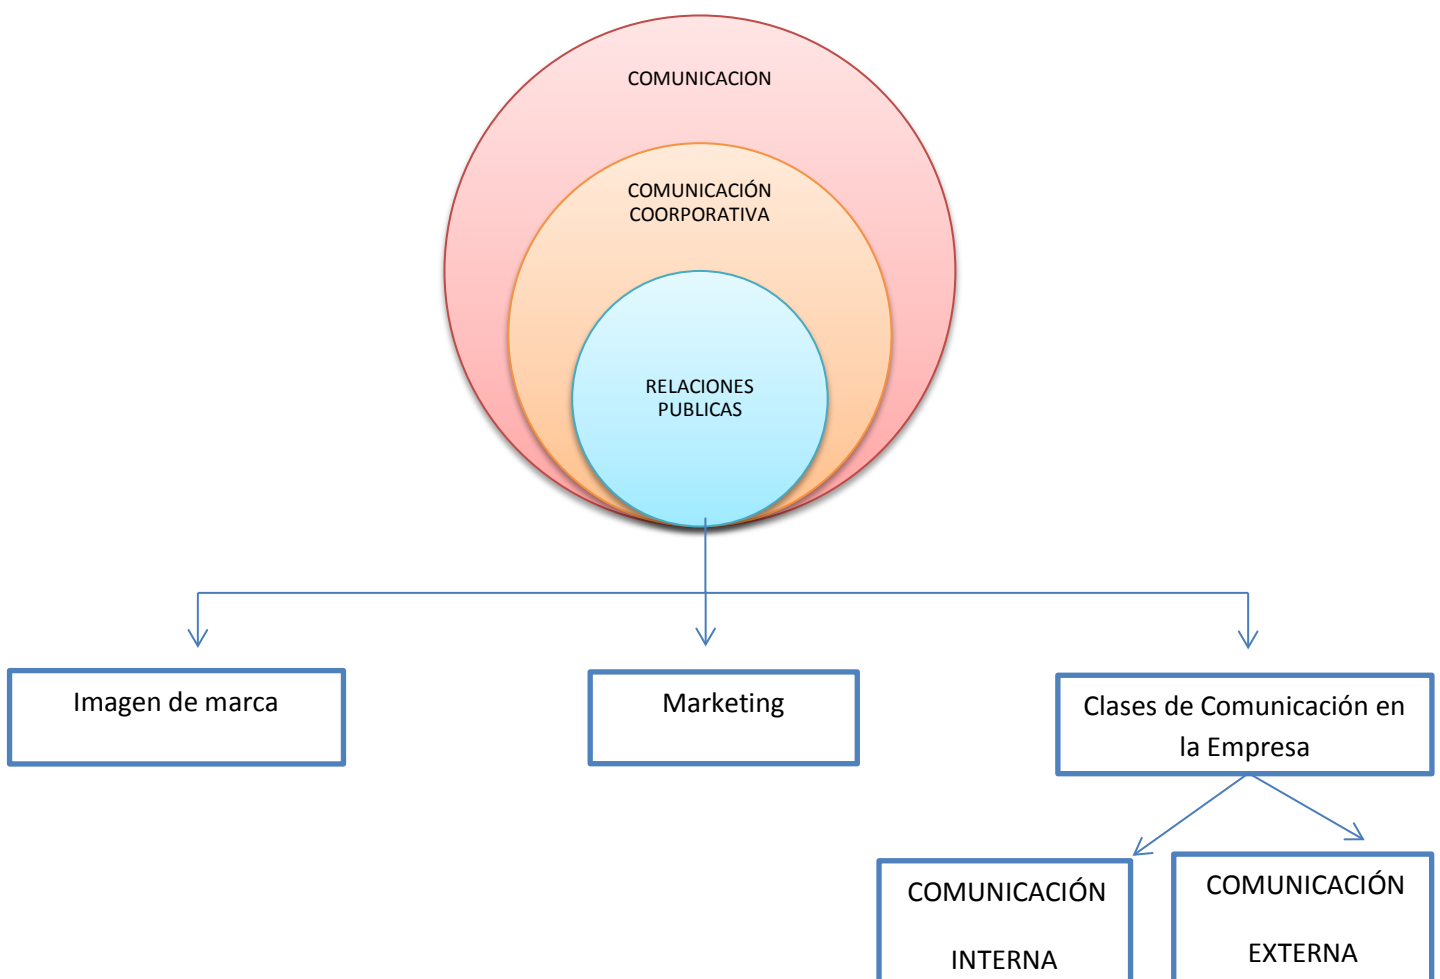 COMUNICACION
COMUNICACIÓN
COORPORATIVA
RELACIONES
PUBLICAS
Imagen de marca
Marketing
Clases de Comunicación en
la Empresa
COMUNICACIÓN
INTERNA
COMUNICACIÓN
EXTERNA